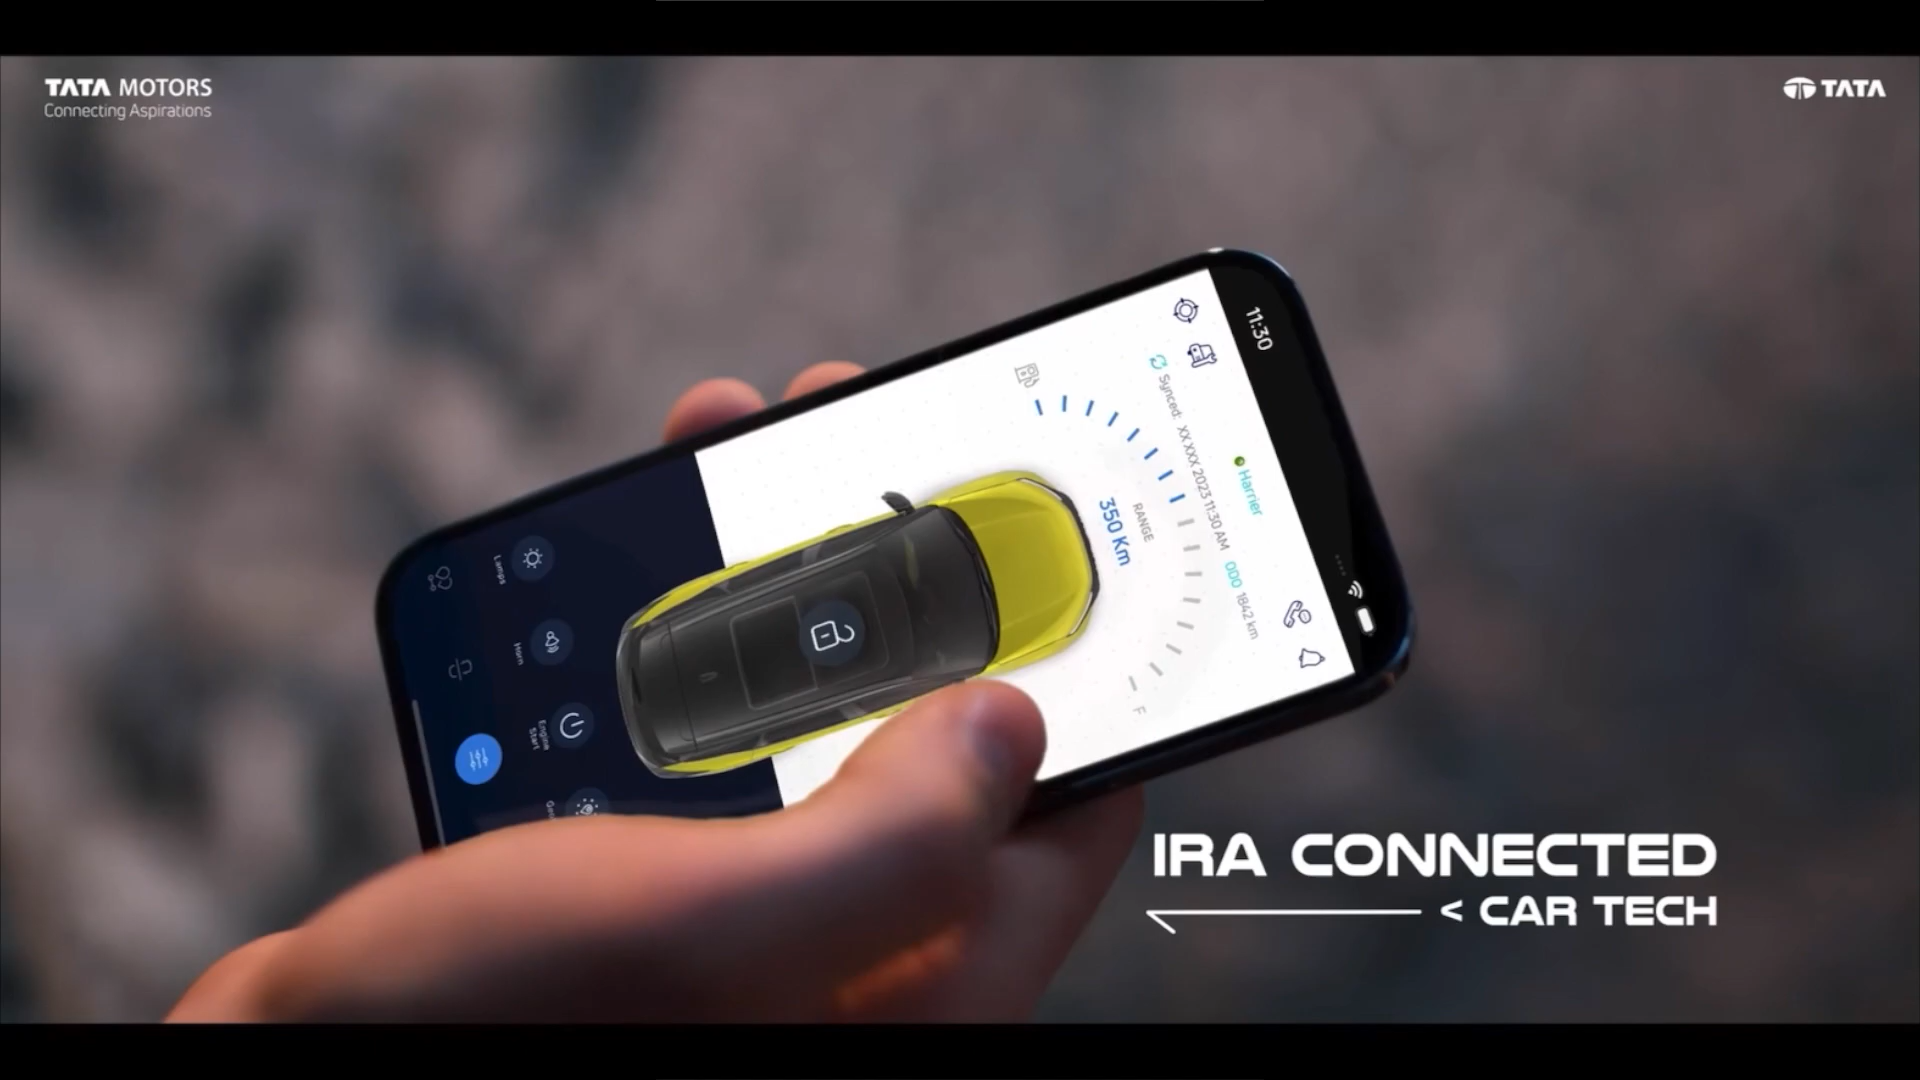 TATA MOTORS
Connecting Aspirations
TATA
11:30
Harrier
000 1842 km
Synced: XX XXX 2023 11:30 AM
RANGE
350 Km
F
Lamps
Horn
Engine
Start
IRA CONNECTED
< CAR TECH